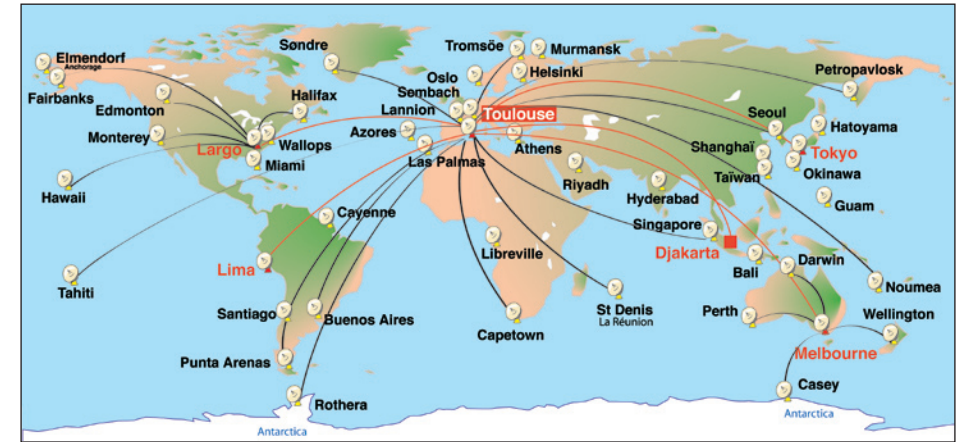 Elmendorf
Anchorage
Fairbanks
Edmonton
Monterey
Hawaii
Tahiti
Largo
Halifax
Wallops
Miami
Søndre
Azores
Lannion
Sembach
Oslo
Tromsöe
Murmansk
Helsinki
Toulouse
Las Palmas
Athens
Riyadh
Hyderabad
Petropavlosk
Seoul
Hatoyama
Shanghaï
Tokyo
Taïwan
Okinawa
Guam
Singapore
Djakarta
Bali
Darwin
Noumea
Perth
Wellington
Melbourne
Casey
Cayenne
Lima
Santiago
Buenos Aires
Punta Arenas
Rothera
Libreville
Capetown
St Denis
La Réunion
Antarctica
Antarctica